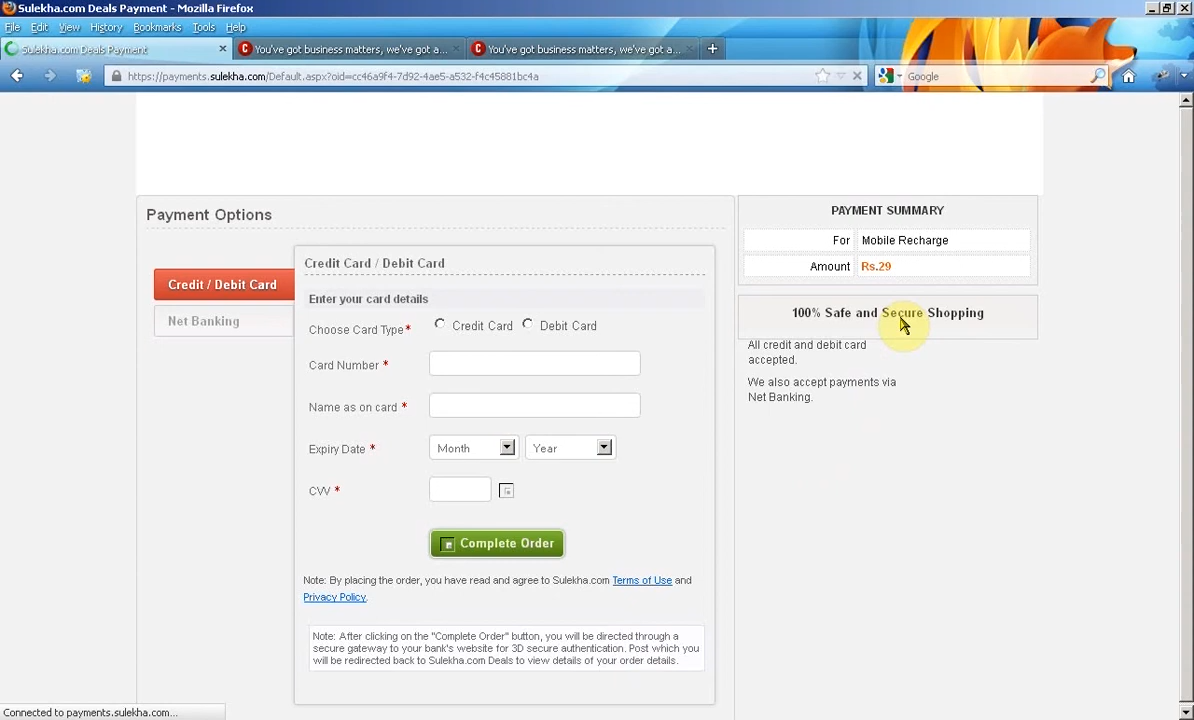 Sulekha.com Deals Payment - Mozilla Firefox
File Edit View History Bookmarks Tools Help
Sulekha.com Deals Payment
You've got business matters, we've got a...
You've got business matters, we've got a...
https://payments.sulekha.com/Default.aspx?oid=cc46a9f4-7d92-4ae5-a532-f4c45881bc4a
Google
Payment Options
Credit / Debit Card
Net Banking
Credit Card / Debit Card
Enter your card details
Choose Card Type* Credit Card Debit Card
Card Number *
Name as on card *
Expiry Date * Month Year
CVV *
Complete Order
Note: By placing the order, you have read and agree to Sulekha.com Terms of Use and
Privacy Policy.
Note: After clicking on the "Complete Order" button, you will be directed through a
secure gateway to your bank's website for 3D secure authentication. Post which you
will be redirected back to Sulekha.com Deals to view details of your order details.
PAYMENT SUMMARY
For Mobile Recharge
Amount Rs.29
100% Safe and Secure Shopping
All credit and debit card
accepted.
We also accept payments via
Net Banking.
Connected to payments.sulekha.com...